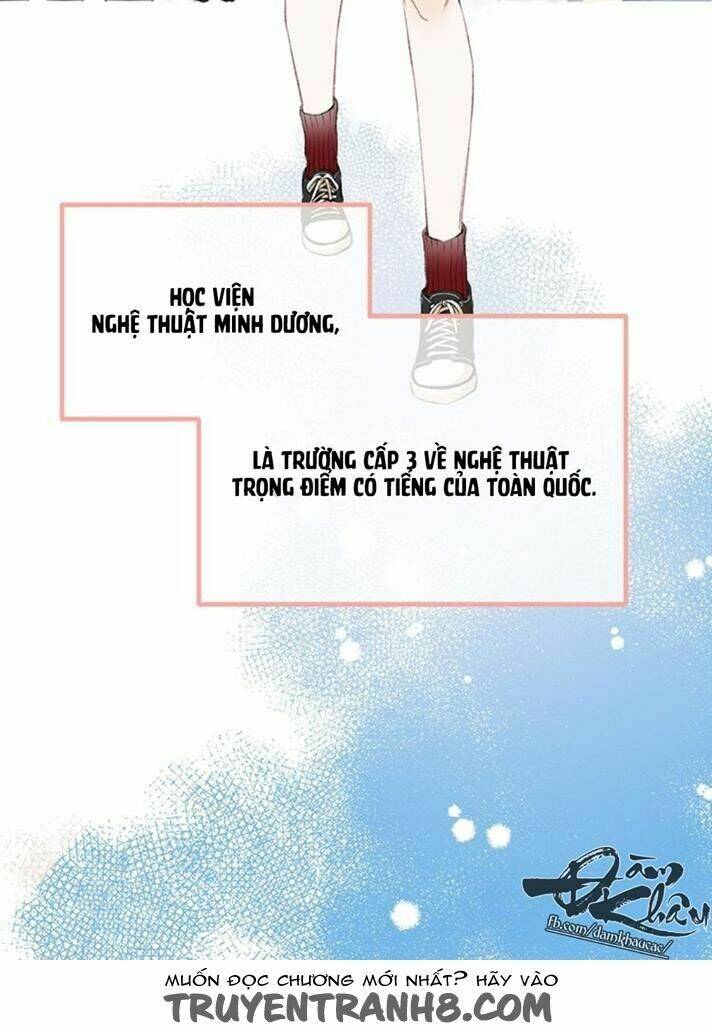 HỌC VIỆN
NGHỆ THUẬT MINH DƯƠNG,
LÀ TRƯỜNG CẤP 3 VỀ NGHỆ THUẬT
TRỌNG ĐIỂM CÓ TIẾNG CỦA TOÀN QUỐC.
Đàm
Khâu
fb.com/damkhaucac/
MUỐN ĐỌC CHƯƠNG MỚI NHẤT? HÃY VÀO
TRUYENTRANH8.COM